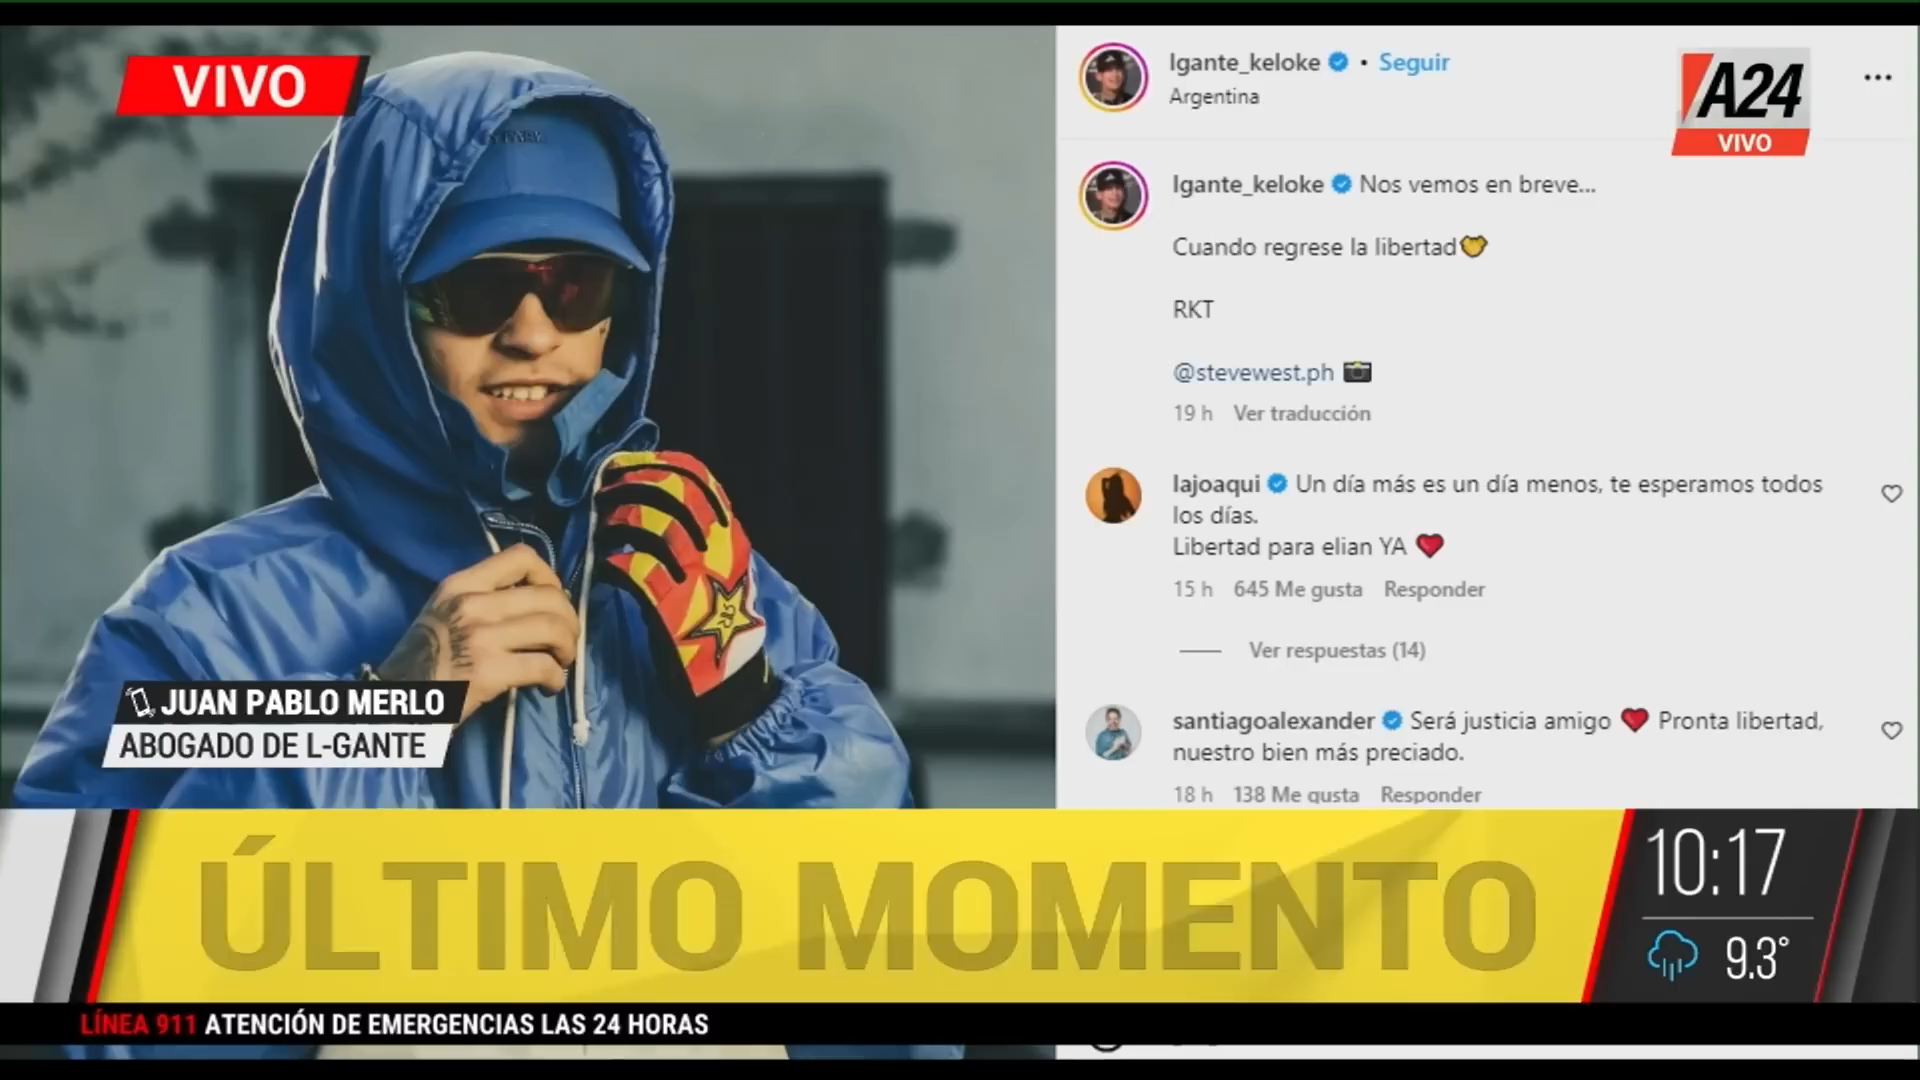 VIVO
lgante_keloke • Seguir
Argentina
A24
VIVO
lgante_keloke Nos vemos en breve...
Cuando regrese la libertad
RKT
@stevewest.ph
19 h Ver traducción
lajoaqui Un día más es un día menos, te esperamos todos
los días.
Libertad para elian YA
15 h 645 Me gusta Responder
Ver respuestas (14)
santiagoalexander Será justicia amigo Pronta libertad,
nuestro bien más preciado.
18 h 138 Me gusta Responder
JUAN PABLO MERLO
ABOGADO DE L-GANTE
ÚLTIMO MOMENTO
10:17
9.3°
LÍNEA 911 ATENCIÓN DE EMERGENCIAS LAS 24 HORAS